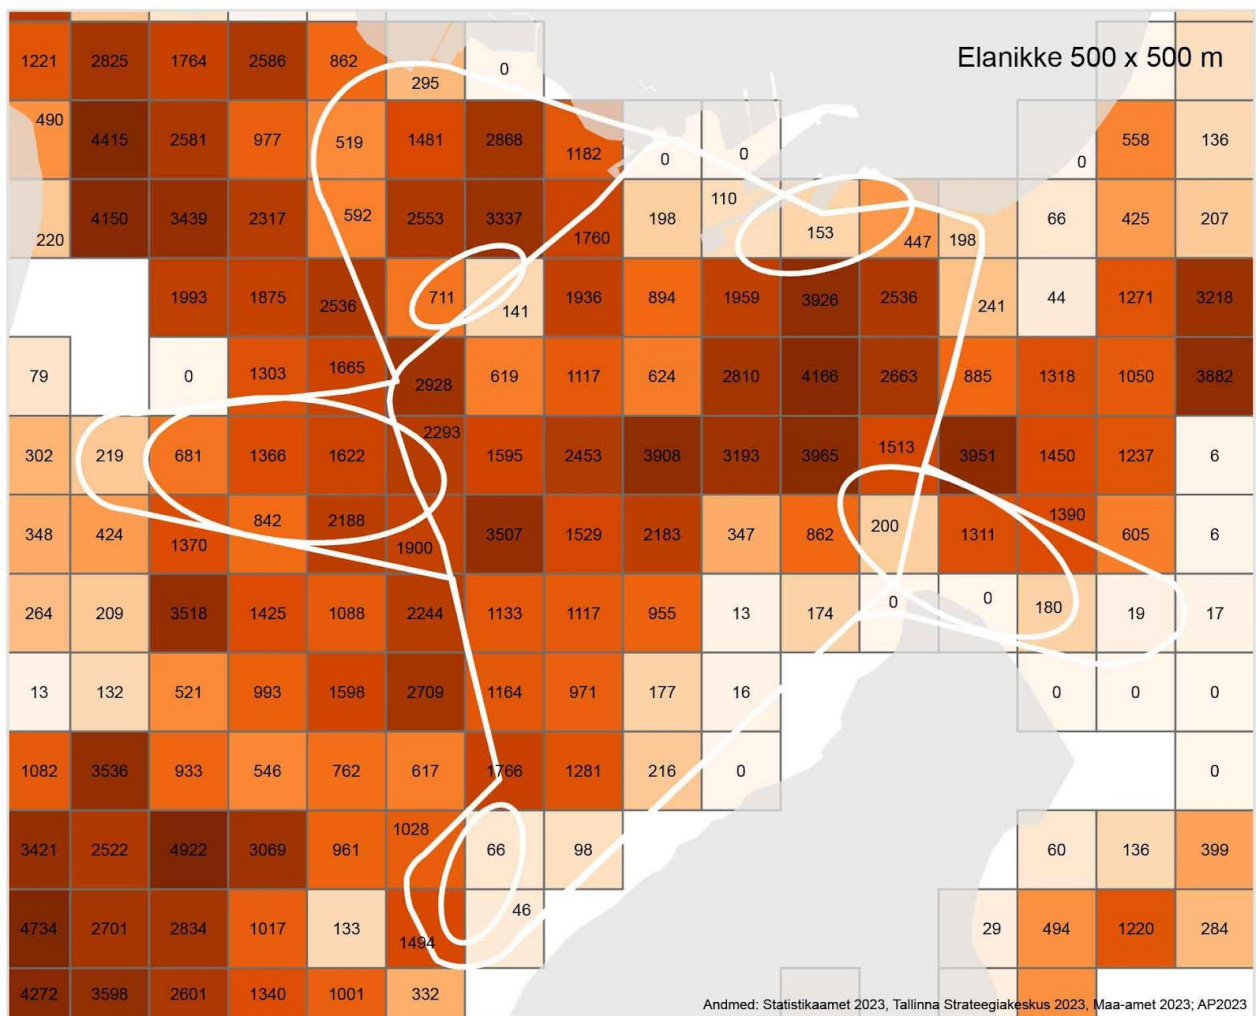 Elanikke 500 x 500 m
1221 2825 1764 2586 862 295 0
490 4415 2581 977 519 1481 2868 1182 0 0 0 558 136
220 4150 3439 2317 592 2553 3337 1760 198 110 153 447 198 66 425 207
1993 1875 2536 711 141 1936 894 1959 3926 2536 241 44 1271 3218
79 0 1303 1665 2928 619 1117 624 2810 4166 2663 885 1318 1050 3882
302 219 681 1366 1622 2293 1595 2453 3908 3193 3965 1513 3951 1450 1237 6
348 424 1370 842 2188 1900 3507 1529 2183 347 862 200 1311 1390 605 6
264 209 3518 1425 1088 2244 1133 1117 955 13 174 0 0 180 19 17
13 132 521 993 1598 2709 1164 971 177 16 0 0 0
1082 3536 933 546 762 617 1766 1281 216 0 0
3421 2522 4922 3069 961 1028 66 98 60 136 399
4734 2701 2834 1017 133 1494 46 29 494 1220 284
4272 3598 2601 1340 1001 332
Andmed: Statistikaamet 2023, Tallinna Strateegiakeskus 2023, Maa-amet 2023; AP2023